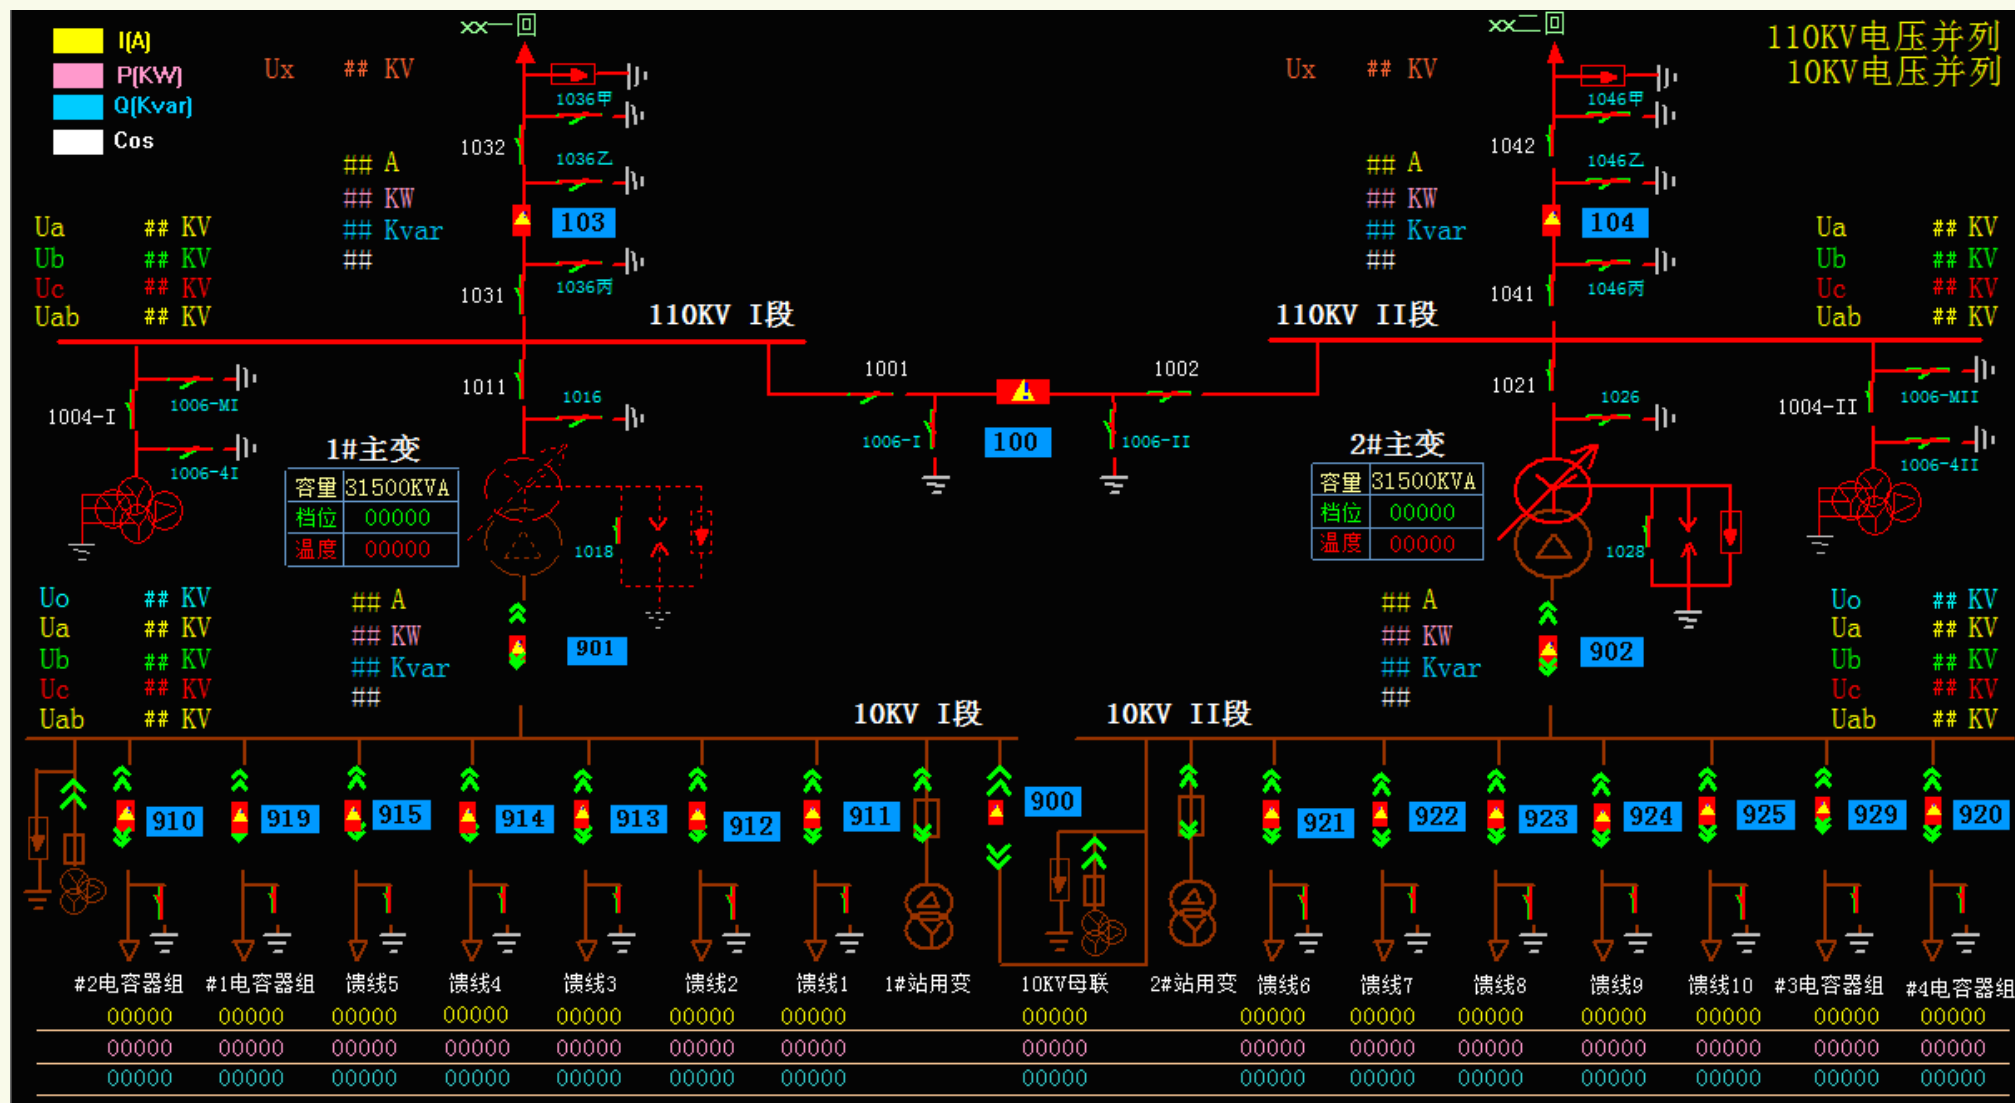 xx一回
xx二回
110KV电压并列
10KV电压并列
I(A)
P(KW)
Q(Kvar)
Cos
Ux ## KV
Ux ## KV
1036甲
1046甲
1032
1036乙
1042
1046乙
## A
## KW
## Kvar
##
## A
## KW
## Kvar
##
103
104
Ua ## KV
Ub ## KV
Uc ## KV
Uab ## KV
Ua ## KV
Ub ## KV
Uc ## KV
Uab ## KV
1031
1036丙
1041
1046丙
110KV I段
110KV II段
1004-I
1006-MI
1006-4I
1011
1016
1001
1002
1006-I
100
1006-II
1021
1026
1004-II
1006-MII
1006-4II
1#主变
容量 31500KVA
档位 00000
温度 00000
1018
2#主变
容量 31500KVA
档位 00000
温度 00000
1028
Uo ## KV
Ua ## KV
Ub ## KV
Uc ## KV
Uab ## KV
## A
## KW
## Kvar
##
901
## A
## KW
## Kvar
##
902
Uo ## KV
Ua ## KV
Ub ## KV
Uc ## KV
Uab ## KV
10KV I段
10KV II段
910 919 915 914 913 912 911 900 921 922 923 924 925 929 920
#2电容器组 #1电容器组 馈线5 馈线4 馈线3 馈线2 馈线1 1#站用变 10KV母联 2#站用变 馈线6 馈线7 馈线8 馈线9 馈线10 #3电容器组 #4电容器组
00000 00000 00000 00000 00000 00000 00000 00000 00000 00000 00000 00000 00000 00000 00000
00000 00000 00000 00000 00000 00000 00000 00000 00000 00000 00000 00000 00000 00000 00000
00000 00000 00000 00000 00000 00000 00000 00000 00000 00000 00000 00000 00000 00000 00000